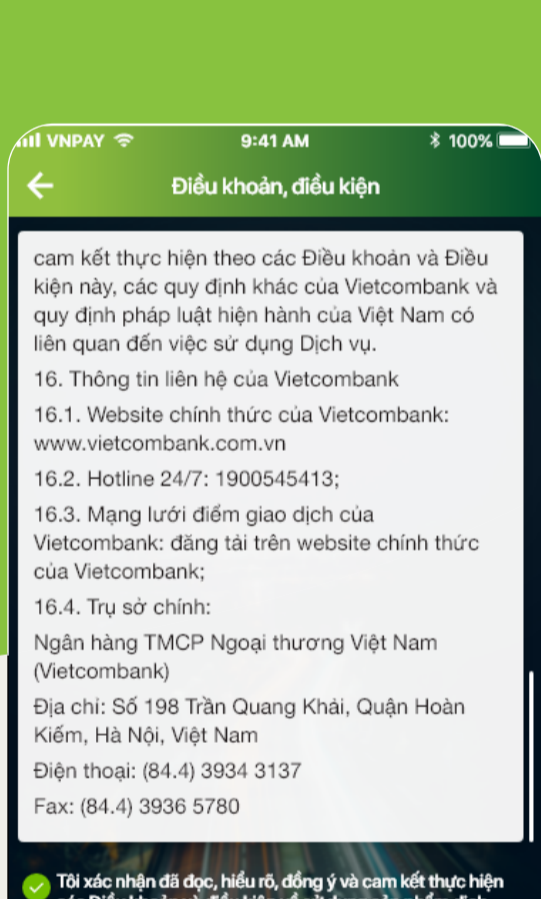 VNPAY 9:41 AM 100%
Điều khoản, điều kiện
cam kết thực hiện theo các Điều khoản và Điều
kiện này, các quy định khác của Vietcombank và
quy định pháp luật hiện hành của Việt Nam có
liên quan đến việc sử dụng Dịch vụ.
16. Thông tin liên hệ của Vietcombank
16.1. Website chính thức của Vietcombank:
www.vietcombank.com.vn
16.2. Hotline 24/7: 1900545413;
16.3. Mạng lưới điểm giao dịch của
Vietcombank: đăng tải trên website chính thức
của Vietcombank;
16.4. Trụ sở chính:
Ngân hàng TMCP Ngoại thương Việt Nam
(Vietcombank)
Địa chỉ: Số 198 Trần Quang Khải, Quận Hoàn
Kiếm, Hà Nội, Việt Nam
Điện thoại: (84.4) 3934 3137
Fax: (84.4) 3936 5780
Tôi xác nhận đã đọc, hiểu rõ, đồng ý và cam kết thực hiện